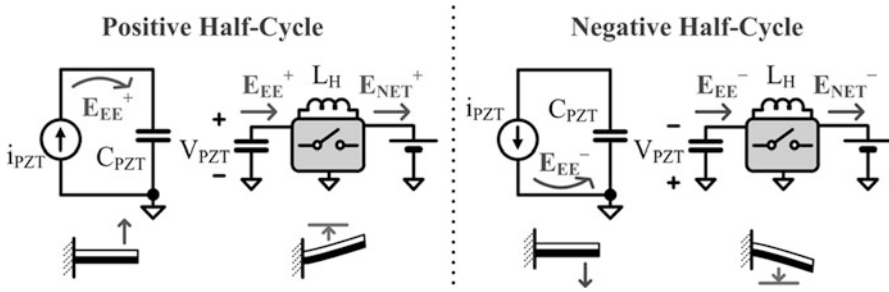 Positive Half-Cycle
Negative Half-Cycle
E_EE^+
i_PZT
C_PZT
+
V_PZT
−
E_EE^+
L_H
E_NET^+
i_PZT
C_PZT
E_EE^−
−
V_PZT
+
E_EE^−
L_H
E_NET^−